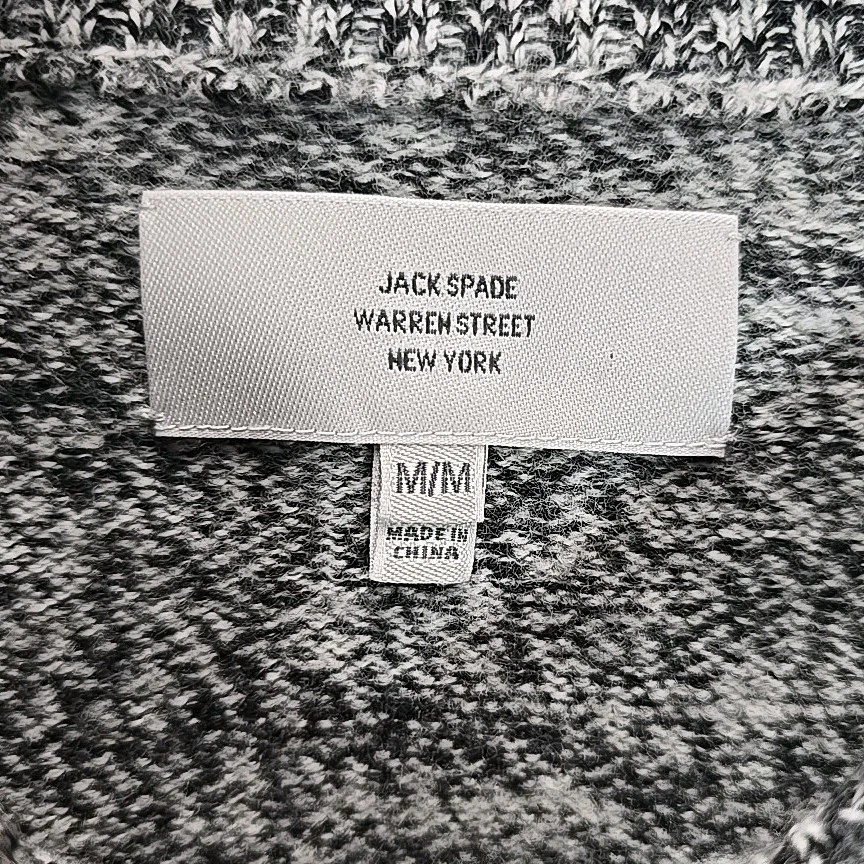 JACK SPADE
WARREN STREET
NEW YORK
M/M
MADE IN
CHINA